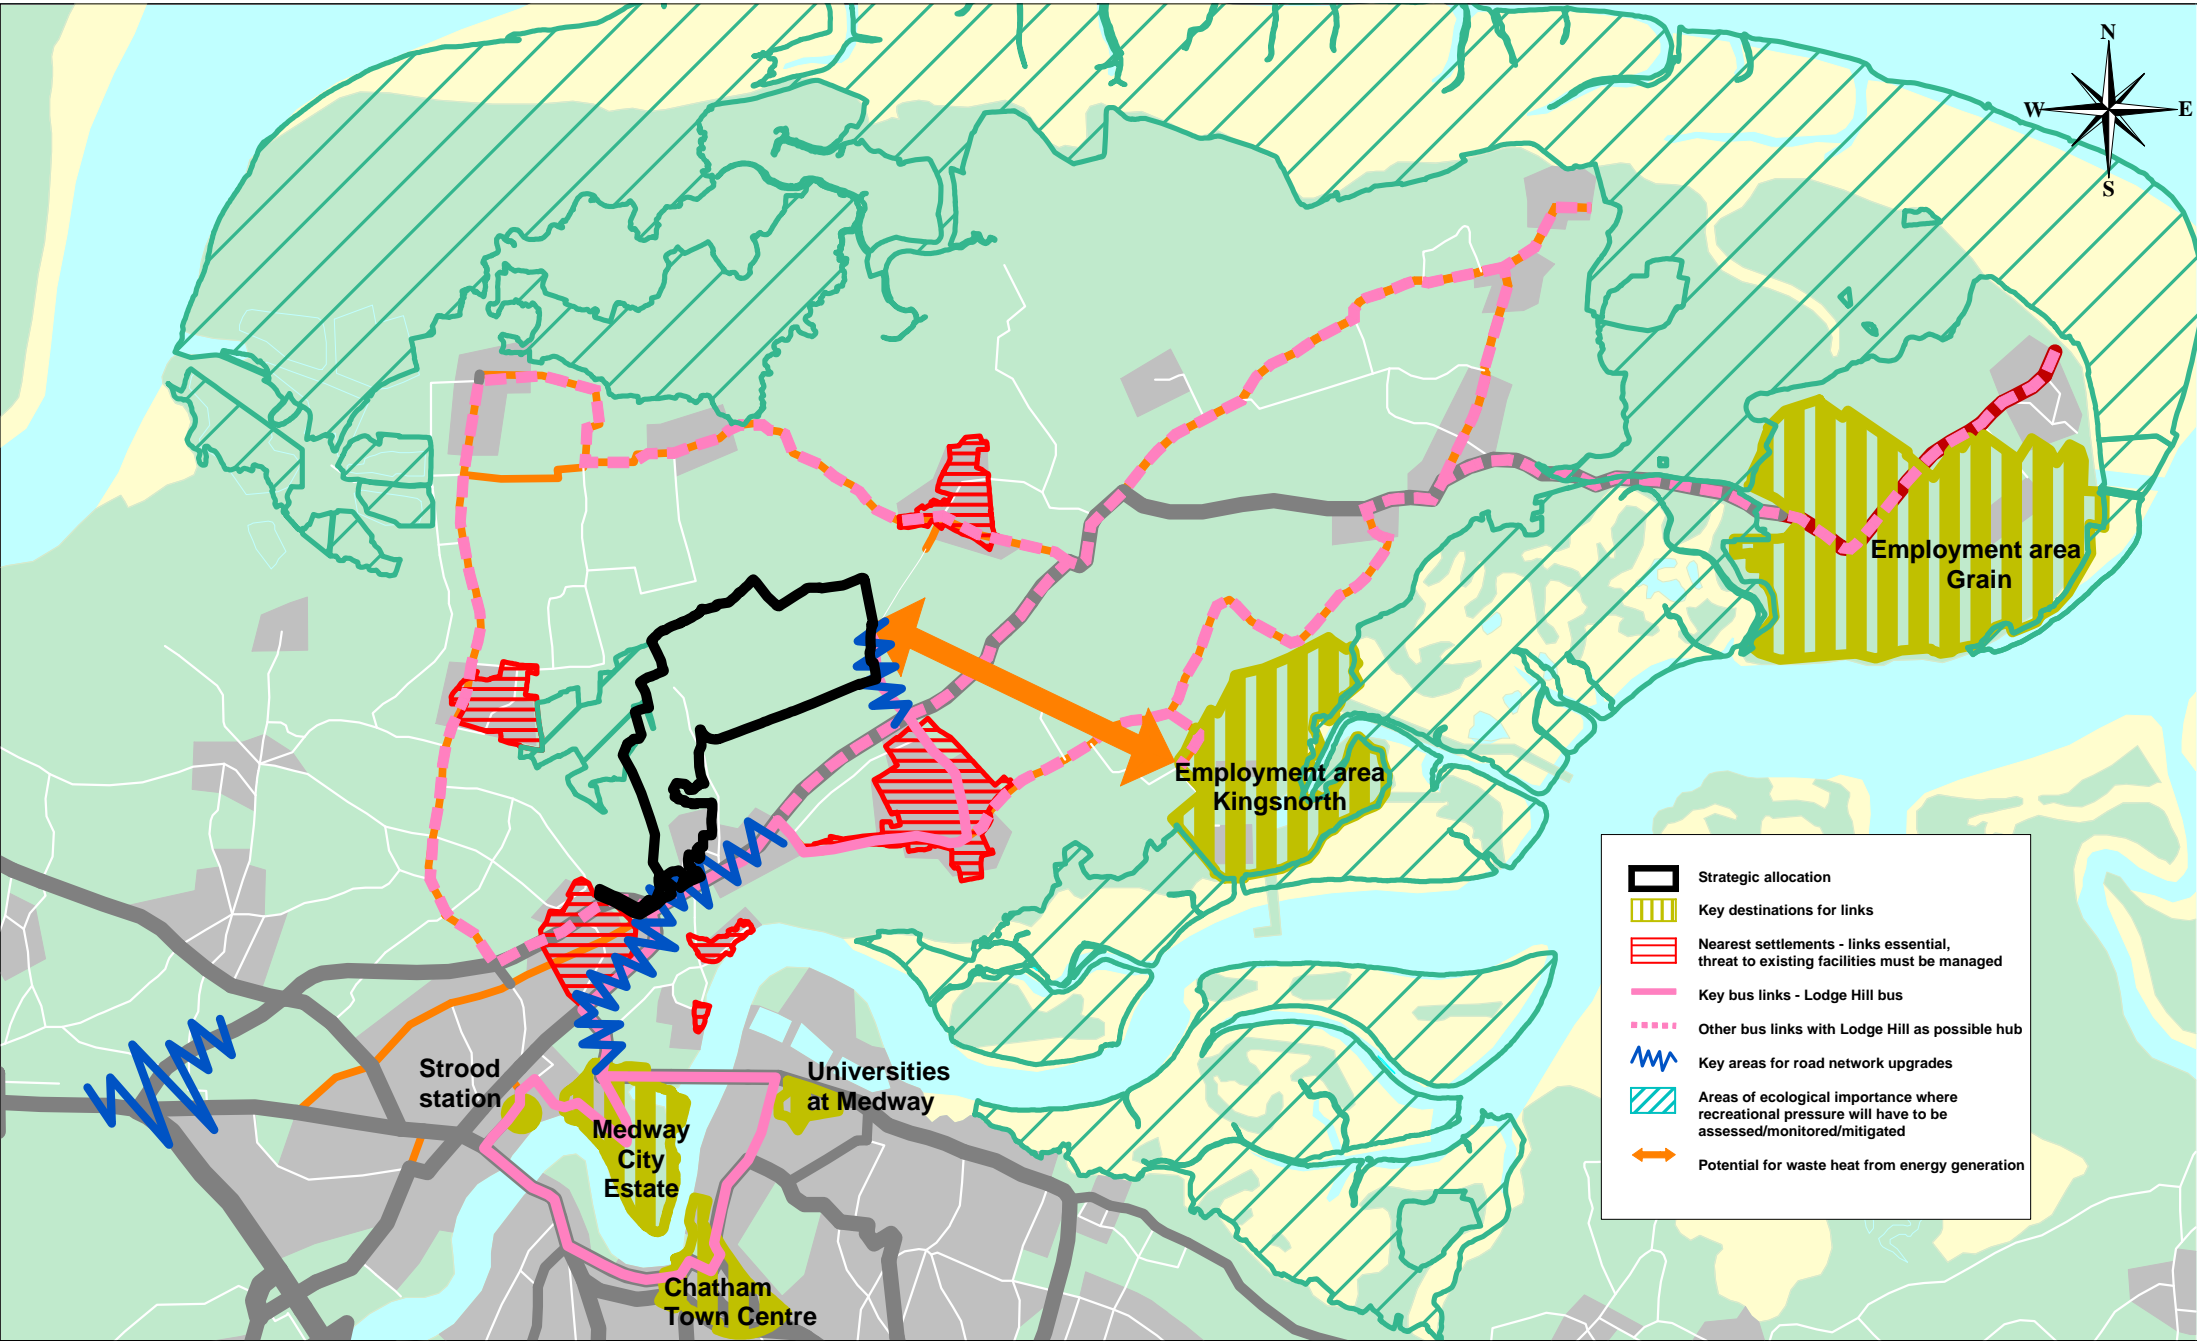 N
W
E
S
Employment area
Grain
Employment area
Kingsnorth
Strood
station
Universities
at Medway
Medway
City
Estate
Chatham
Town Centre
Strategic allocation
Key destinations for links
Nearest settlements - links essential,
threat to existing facilities must be managed
Key bus links - Lodge Hill bus
Other bus links with Lodge Hill as possible hub
Key areas for road network upgrades
Areas of ecological importance where
recreational pressure will have to be
assessed/monitored/mitigated
Potential for waste heat from energy generation